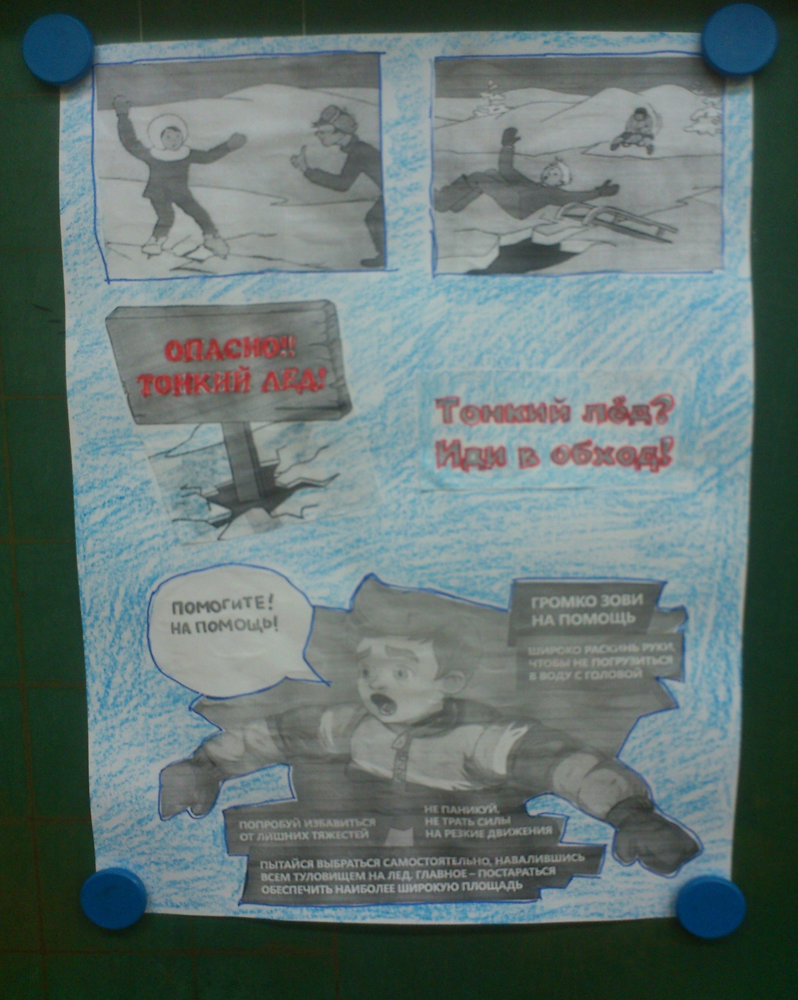 ОПАСНО!!
ТОНКИЙ ЛЕД!
Тонкий лёд?
Иди в обход!
ПОМОГИТЕ!
НА ПОМОЩЬ!
ГРОМКО ЗОВИ
НА ПОМОЩЬ
ШИРОКО РАСКИНЬ РУКИ,
ЧТОБЫ НЕ ПОГРУЗИТЬСЯ
В ВОДУ С ГОЛОВОЙ
ПОПРОБУЙ ИЗБАВИТЬСЯ
ОТ ЛИШНИХ ТЯЖЕСТЕЙ
НЕ ПАНИКУЙ,
НЕ ТРАТЬ СИЛЫ
НА РЕЗКИЕ ДВИЖЕНИЯ
ПЫТАЙСЯ ВЫБРАТЬСЯ САМОСТОЯТЕЛЬНО, НАВАЛИВШИСЬ
ВСЕМ ТУЛОВИЩЕМ НА ЛЕД. ГЛАВНОЕ – ПОСТАРАТЬСЯ
ОБЕСПЕЧИТЬ НАИБОЛЕЕ ШИРОКУЮ ПЛОЩАДЬ